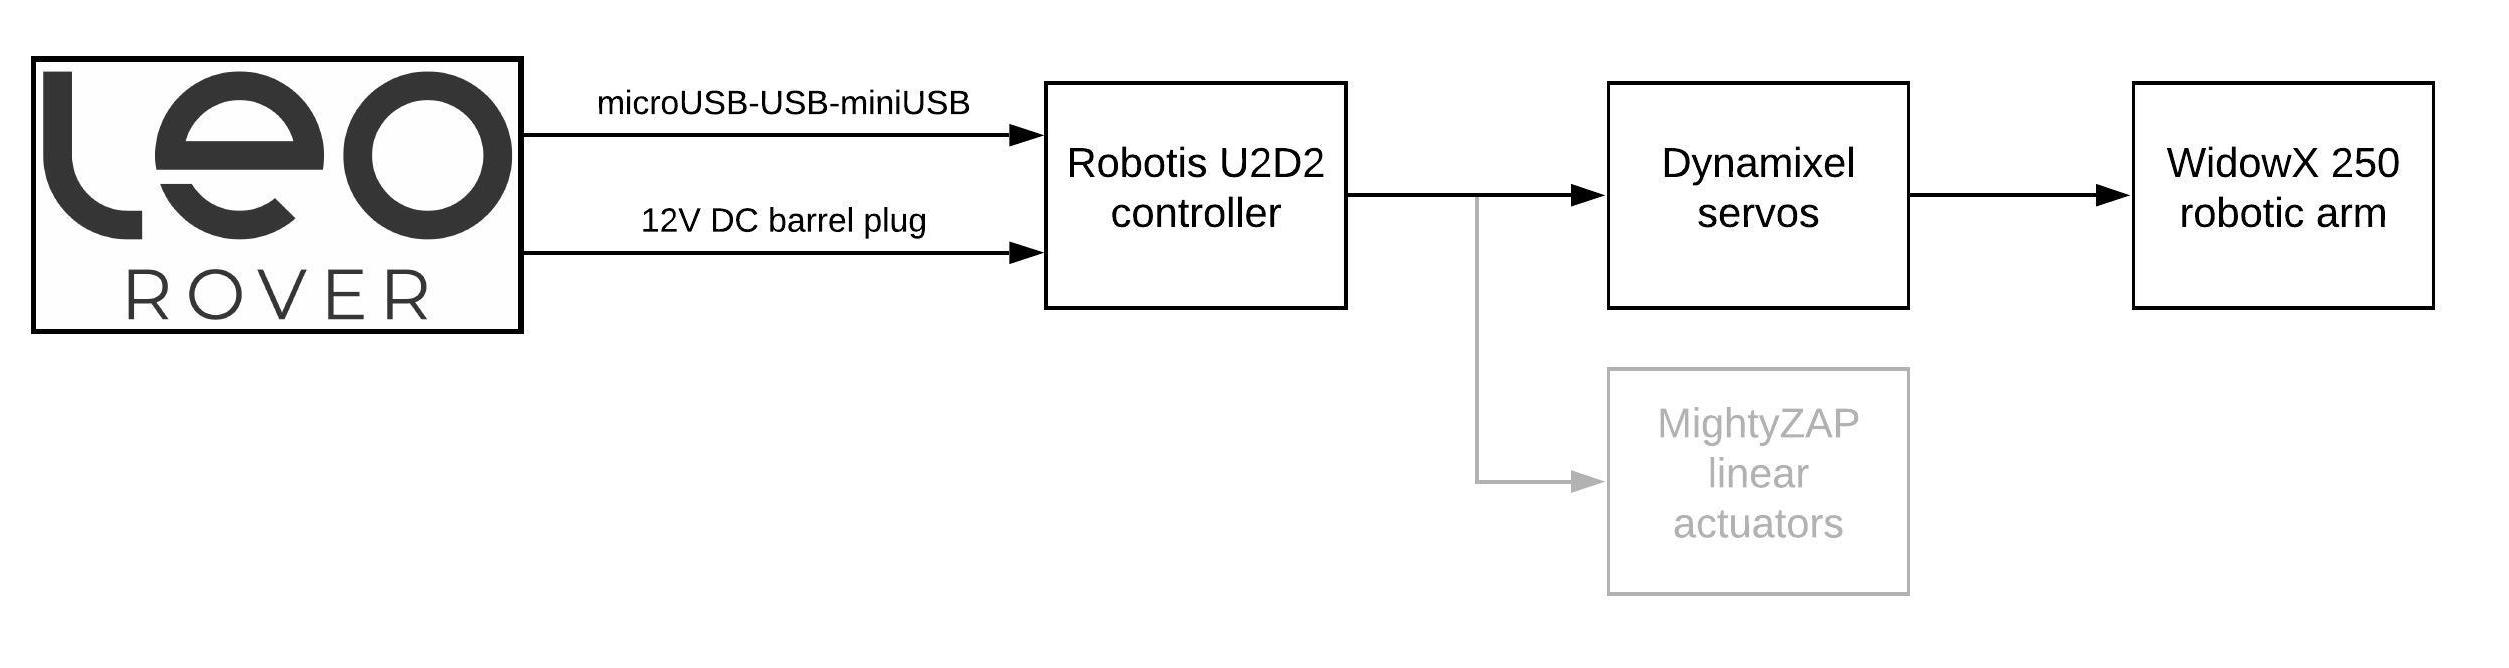 Leo
ROVER
microUSB-USB-miniUSB
12V DC barrel plug
Robotis U2D2
controller
Dynamixel
servos
WidowX 250
robotic arm
MightyZAP
linear
actuators